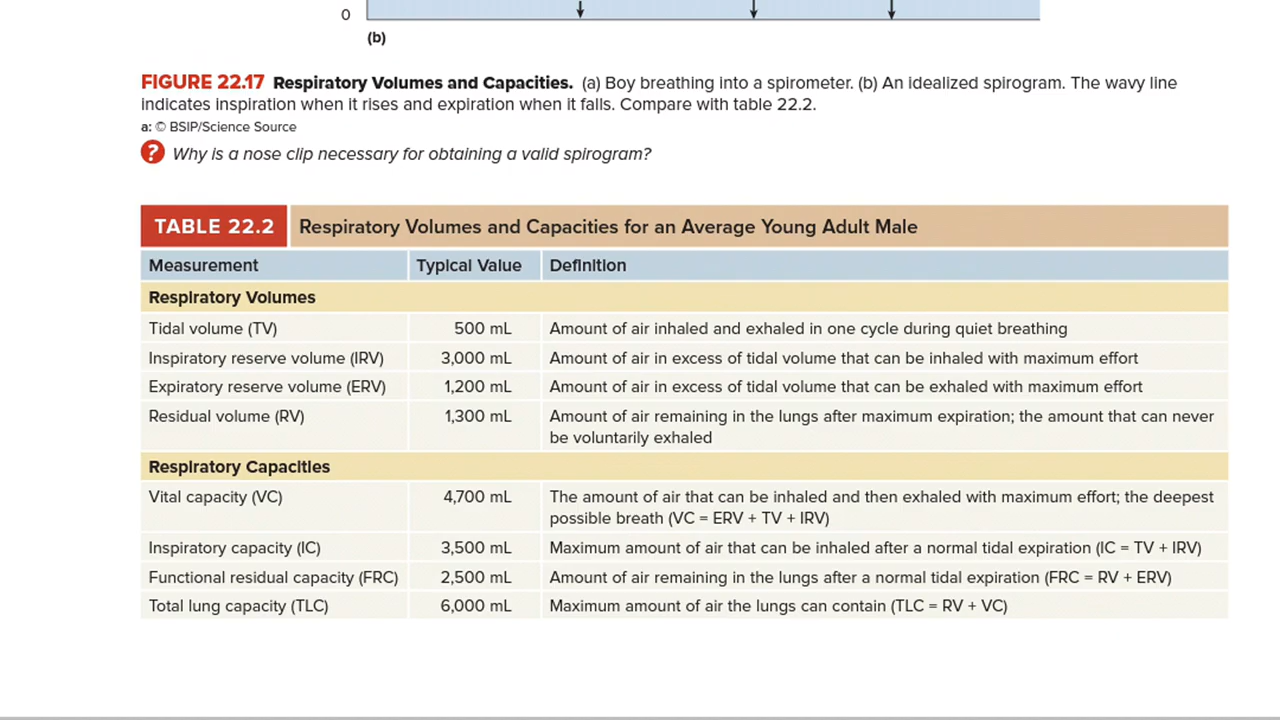 0
(b)
FIGURE 22.17 Respiratory Volumes and Capacities. (a) Boy breathing into a spirometer. (b) An idealized spirogram. The wavy line
indicates inspiration when it rises and expiration when it falls. Compare with table 22.2.
a: © BSIP/Science Source
? Why is a nose clip necessary for obtaining a valid spirogram?
TABLE 22.2 Respiratory Volumes and Capacities for an Average Young Adult Male
Measurement Typical Value Definition
Respiratory Volumes
Tidal volume (TV) 500 mL Amount of air inhaled and exhaled in one cycle during quiet breathing
Inspiratory reserve volume (IRV) 3,000 mL Amount of air in excess of tidal volume that can be inhaled with maximum effort
Expiratory reserve volume (ERV) 1,200 mL Amount of air in excess of tidal volume that can be exhaled with maximum effort
Residual volume (RV) 1,300 mL Amount of air remaining in the lungs after maximum expiration; the amount that can never
be voluntarily exhaled
Respiratory Capacities
Vital capacity (VC) 4,700 mL The amount of air that can be inhaled and then exhaled with maximum effort; the deepest
possible breath (VC = ERV + TV + IRV)
Inspiratory capacity (IC) 3,500 mL Maximum amount of air that can be inhaled after a normal tidal expiration (IC = TV + IRV)
Functional residual capacity (FRC) 2,500 mL Amount of air remaining in the lungs after a normal tidal expiration (FRC = RV + ERV)
Total lung capacity (TLC) 6,000 mL Maximum amount of air the lungs can contain (TLC = RV + VC)